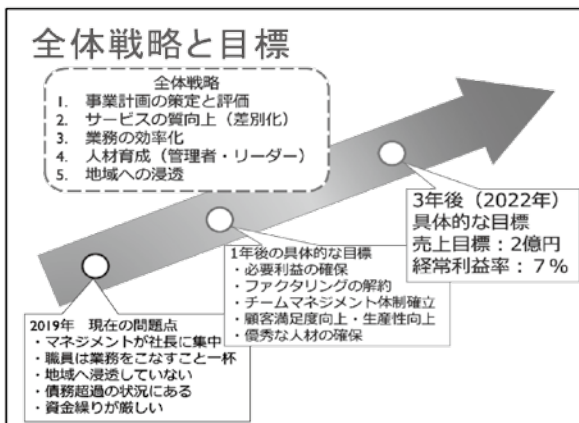 全体戦略と目標
全体戦略
1. 事業計画の策定と評価
2. サービスの質向上（差別化）
3. 業務の効率化
4. 人材育成（管理者・リーダー）
5. 地域への浸透
3年後（2022年）
具体的な目標
売上目標：2億円
経常利益率：７％
1年後の具体的な目標
・必要利益の確保
・ファクタリングの解約
・チームマネジメント体制確立
・顧客満足度向上・生産性向上
・優秀な人材の確保
2019年　現在の問題点
・マネジメントが社長に集中
・職員は業務をこなすこと一杯
・地域へ浸透していない
・債務超過の状況にある
・資金繰りが厳しい